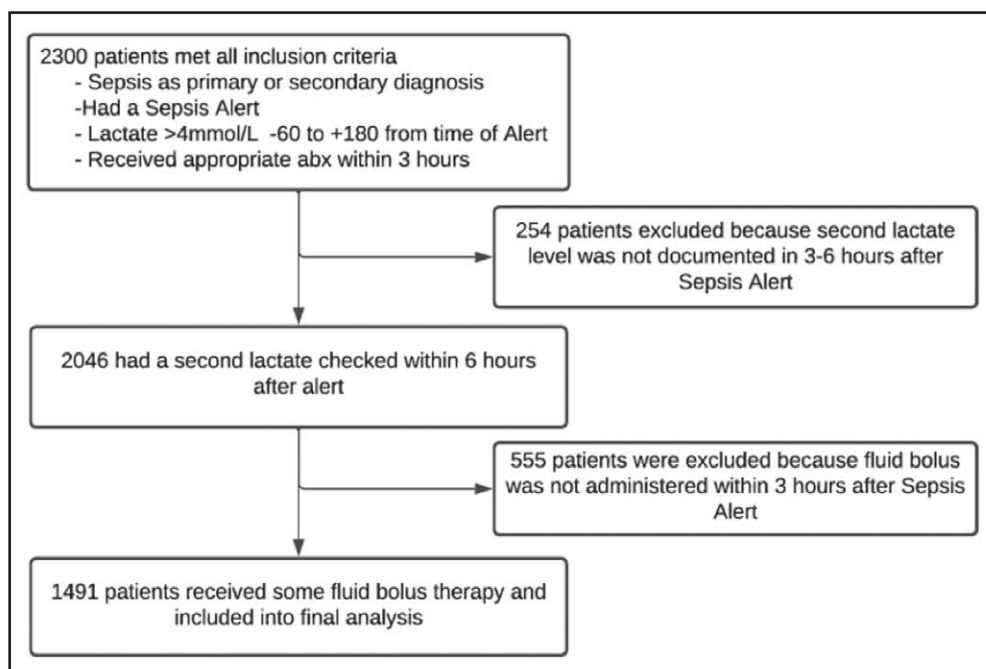 2300 patients met all inclusion criteria
- Sepsis as primary or secondary diagnosis
-Had a Sepsis Alert
- Lactate >4mmol/L -60 to +180 from time of Alert
- Received appropriate abx within 3 hours
254 patients excluded because second lactate
level was not documented in 3-6 hours after
Sepsis Alert
2046 had a second lactate checked within 6 hours
after alert
555 patients were excluded because fluid bolus
was not administered within 3 hours after Sepsis
Alert
1491 patients received some fluid bolus therapy and
included into final analysis